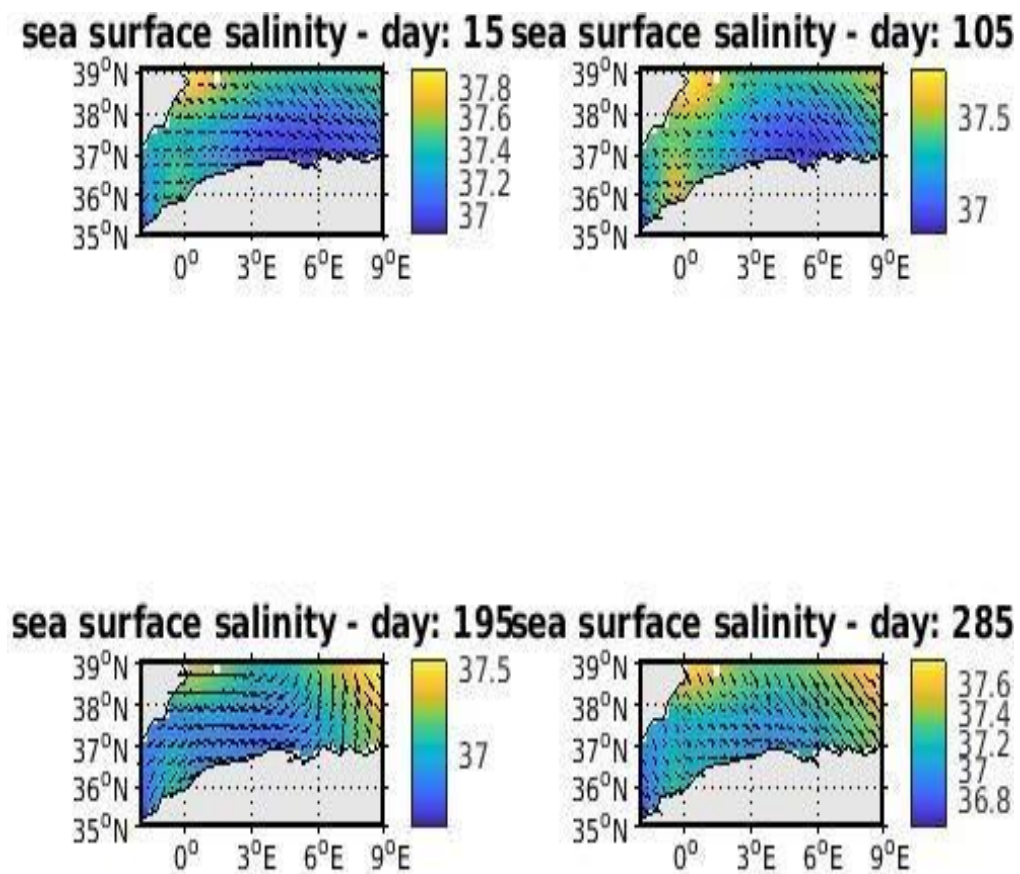 sea surface salinity - day: 15
39°N
38°N
37°N
36°N
35°N
0° 3°E 6°E 9°E
37.8
37.6
37.4
37.2
37
sea surface salinity - day: 105
39°N
38°N
37°N
36°N
35°N
0° 3°E 6°E 9°E
37.5
37
sea surface salinity - day: 195
39°N
38°N
37°N
36°N
35°N
0° 3°E 6°E 9°E
37.5
37
sea surface salinity - day: 285
39°N
38°N
37°N
36°N
35°N
0° 3°E 6°E 9°E
37.6
37.4
37.2
37
36.8